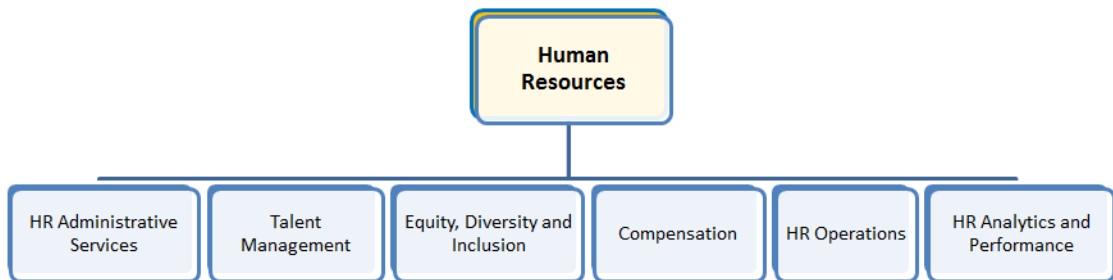 Human
Resources
HR Administrative
Services
Talent
Management
Equity, Diversity and
Inclusion
Compensation
HR Operations
HR Analytics and
Performance